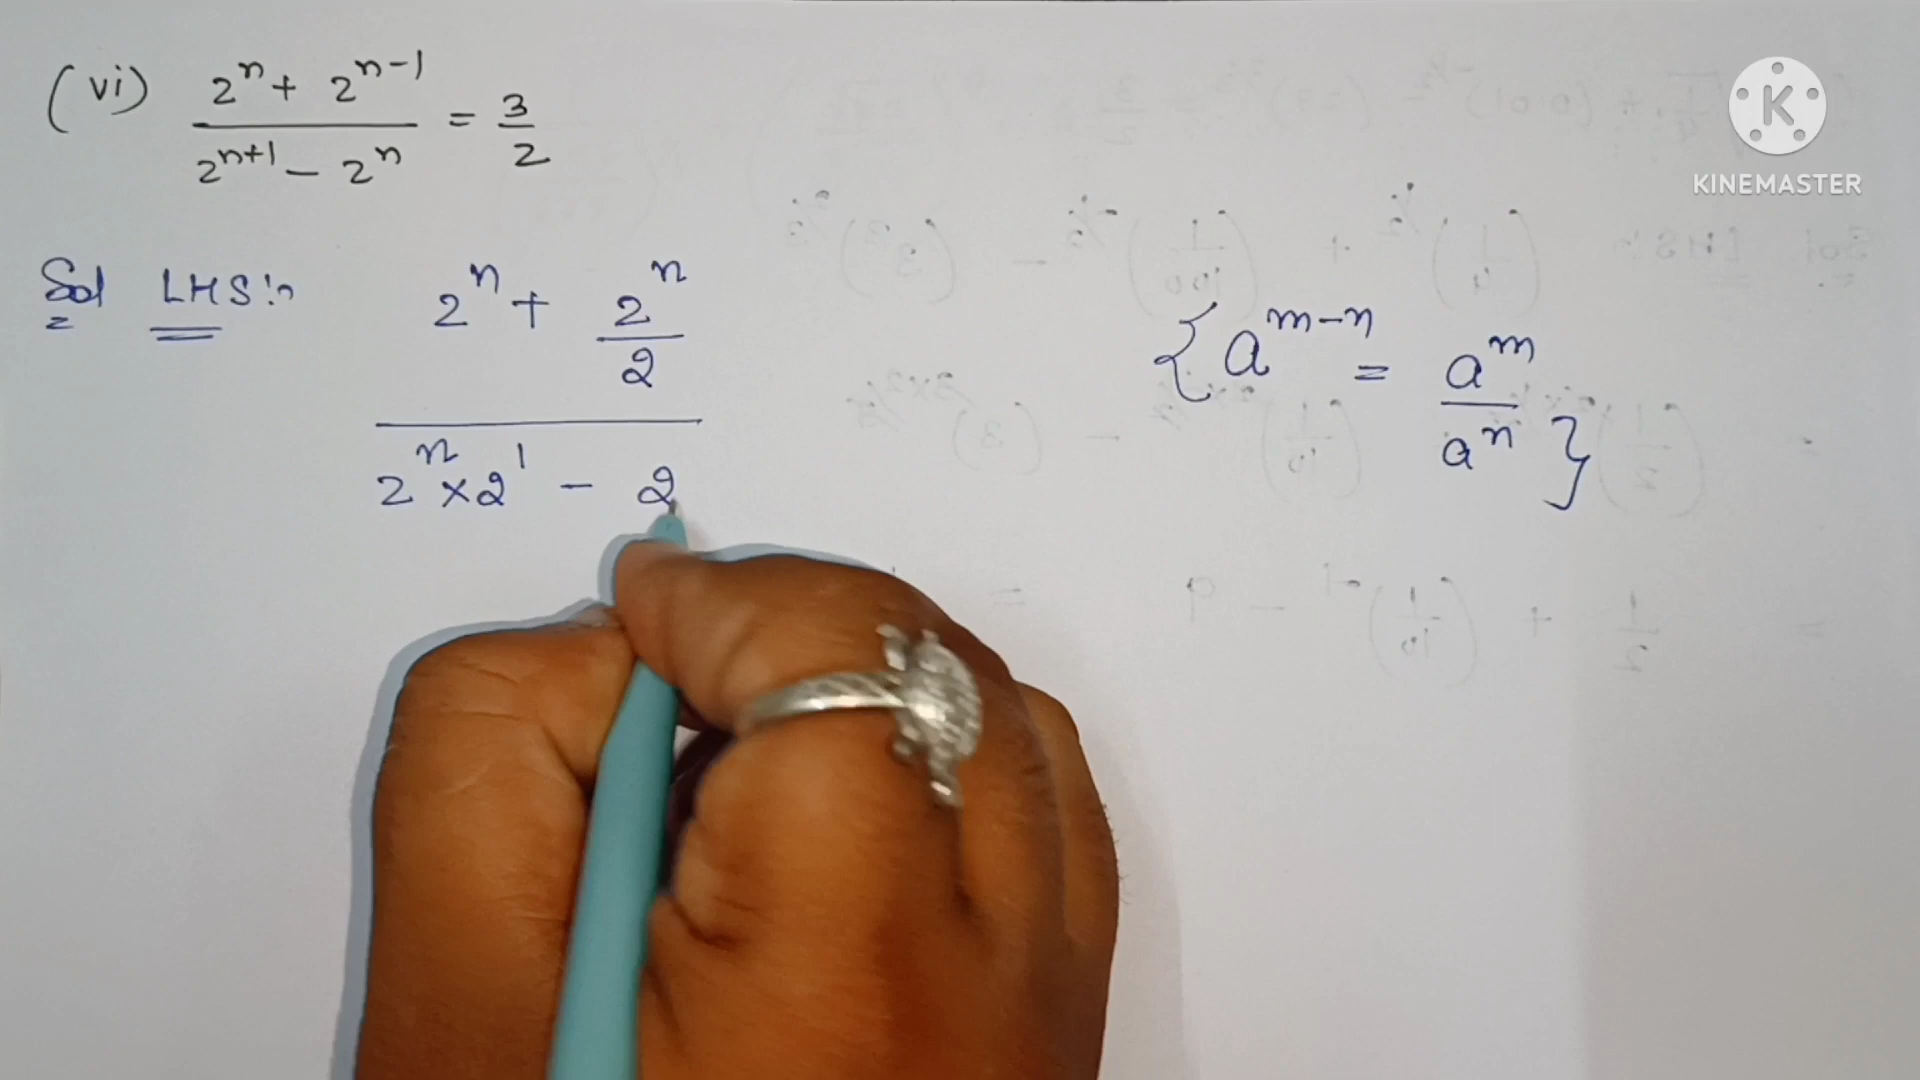 (vi) 2^n + 2^(n-1) / 2^(n+1) - 2^n = 3/2
Sol LHS:- 2^n + 2^n/2 / 2^n × 2^1 - 2
{a^(m-n) = a^m/a^n}
KINEMASTER